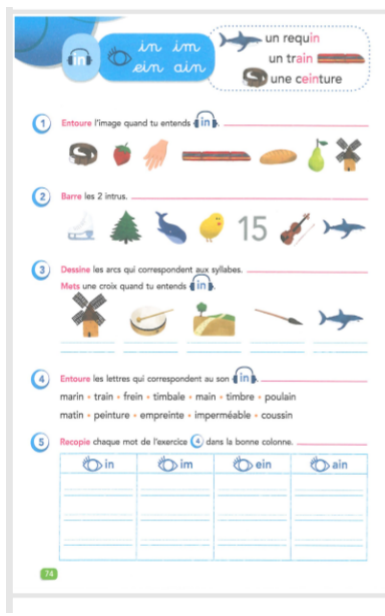 in
in im
ein ain
un requin
un train
une ceinture
1 Entoure l'image quand tu entends in.
2 Barre les 2 intrus.
15
3 Dessine les arcs qui correspondent aux syllabes.
Mets une croix quand tu entends in.
4 Entoure les lettres qui correspondent au son in.
marin • train • frein • timbale • main • timbre • poulain
matin • peinture • empreinte • imperméable • coussin
5 Recopie chaque mot de l'exercice 4 dans la bonne colonne.
in im ein ain
74